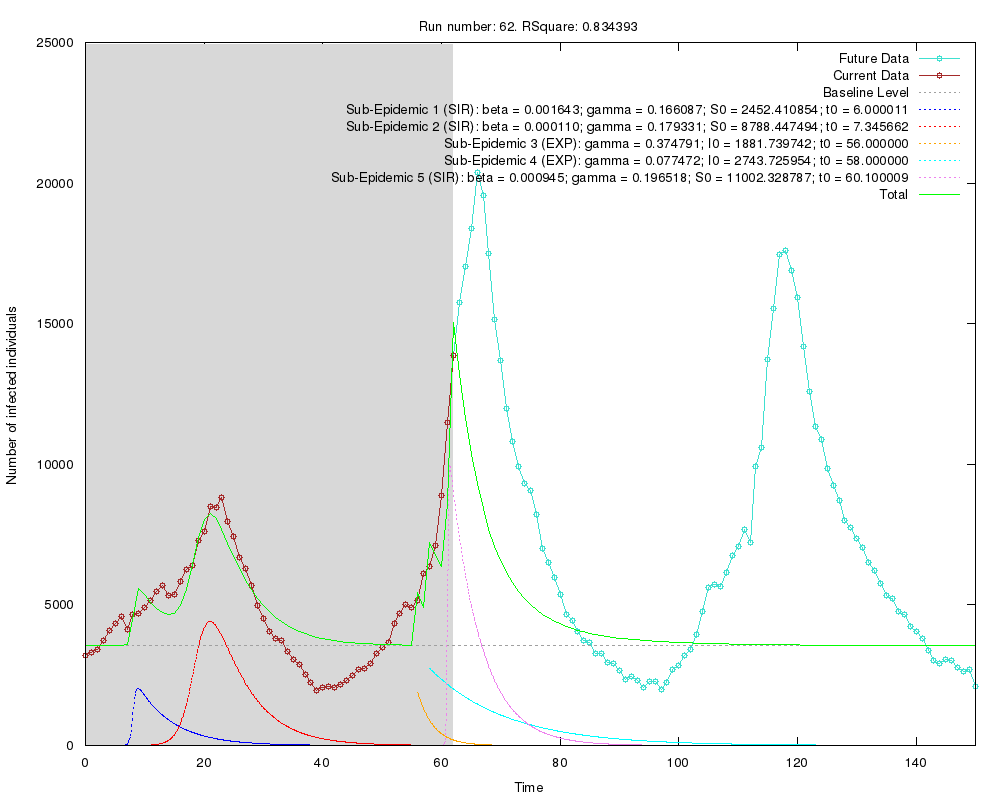 Run number: 62. RSquare: 0.834393
25000
20000
15000
10000
5000
0
Number of infected individuals
Future Data
Current Data
Baseline Level
Sub-Epidemic 1 (SIR): beta = 0.001643; gamma = 0.166087; S0 = 2452.410854; t0 = 6.000011
Sub-Epidemic 2 (SIR): beta = 0.000110; gamma = 0.179331; S0 = 8788.447494; t0 = 7.345662
Sub-Epidemic 3 (EXP): gamma = 0.374791; I0 = 1881.739742; t0 = 56.000000
Sub-Epidemic 4 (EXP): gamma = 0.077472; I0 = 2743.725954; t0 = 58.000000
Sub-Epidemic 5 (SIR): beta = 0.000945; gamma = 0.196518; S0 = 11002.328787; t0 = 60.100009
Total
0 20 40 60 80 100 120 140
Time